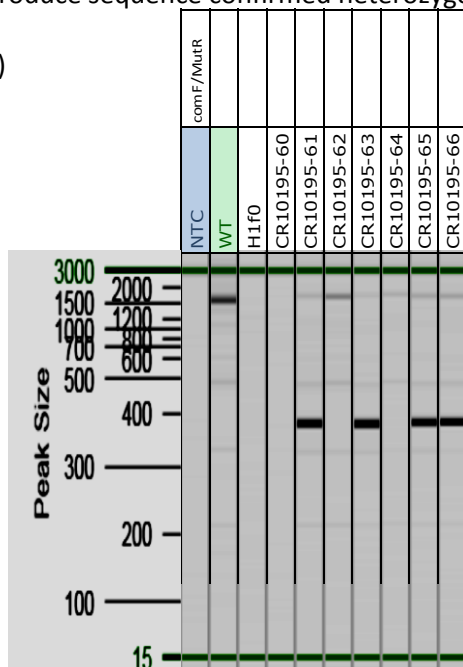 roduce sequence confirmed heterozyg
)
comF/MutR
NTC
WT
H1f0
CR10195-60
CR10195-61
CR10195-62
CR10195-63
CR10195-64
CR10195-65
CR10195-66
Peak Size
3000
2000
1500
1200
1000
800
700
600
500
400
300
200
100
15